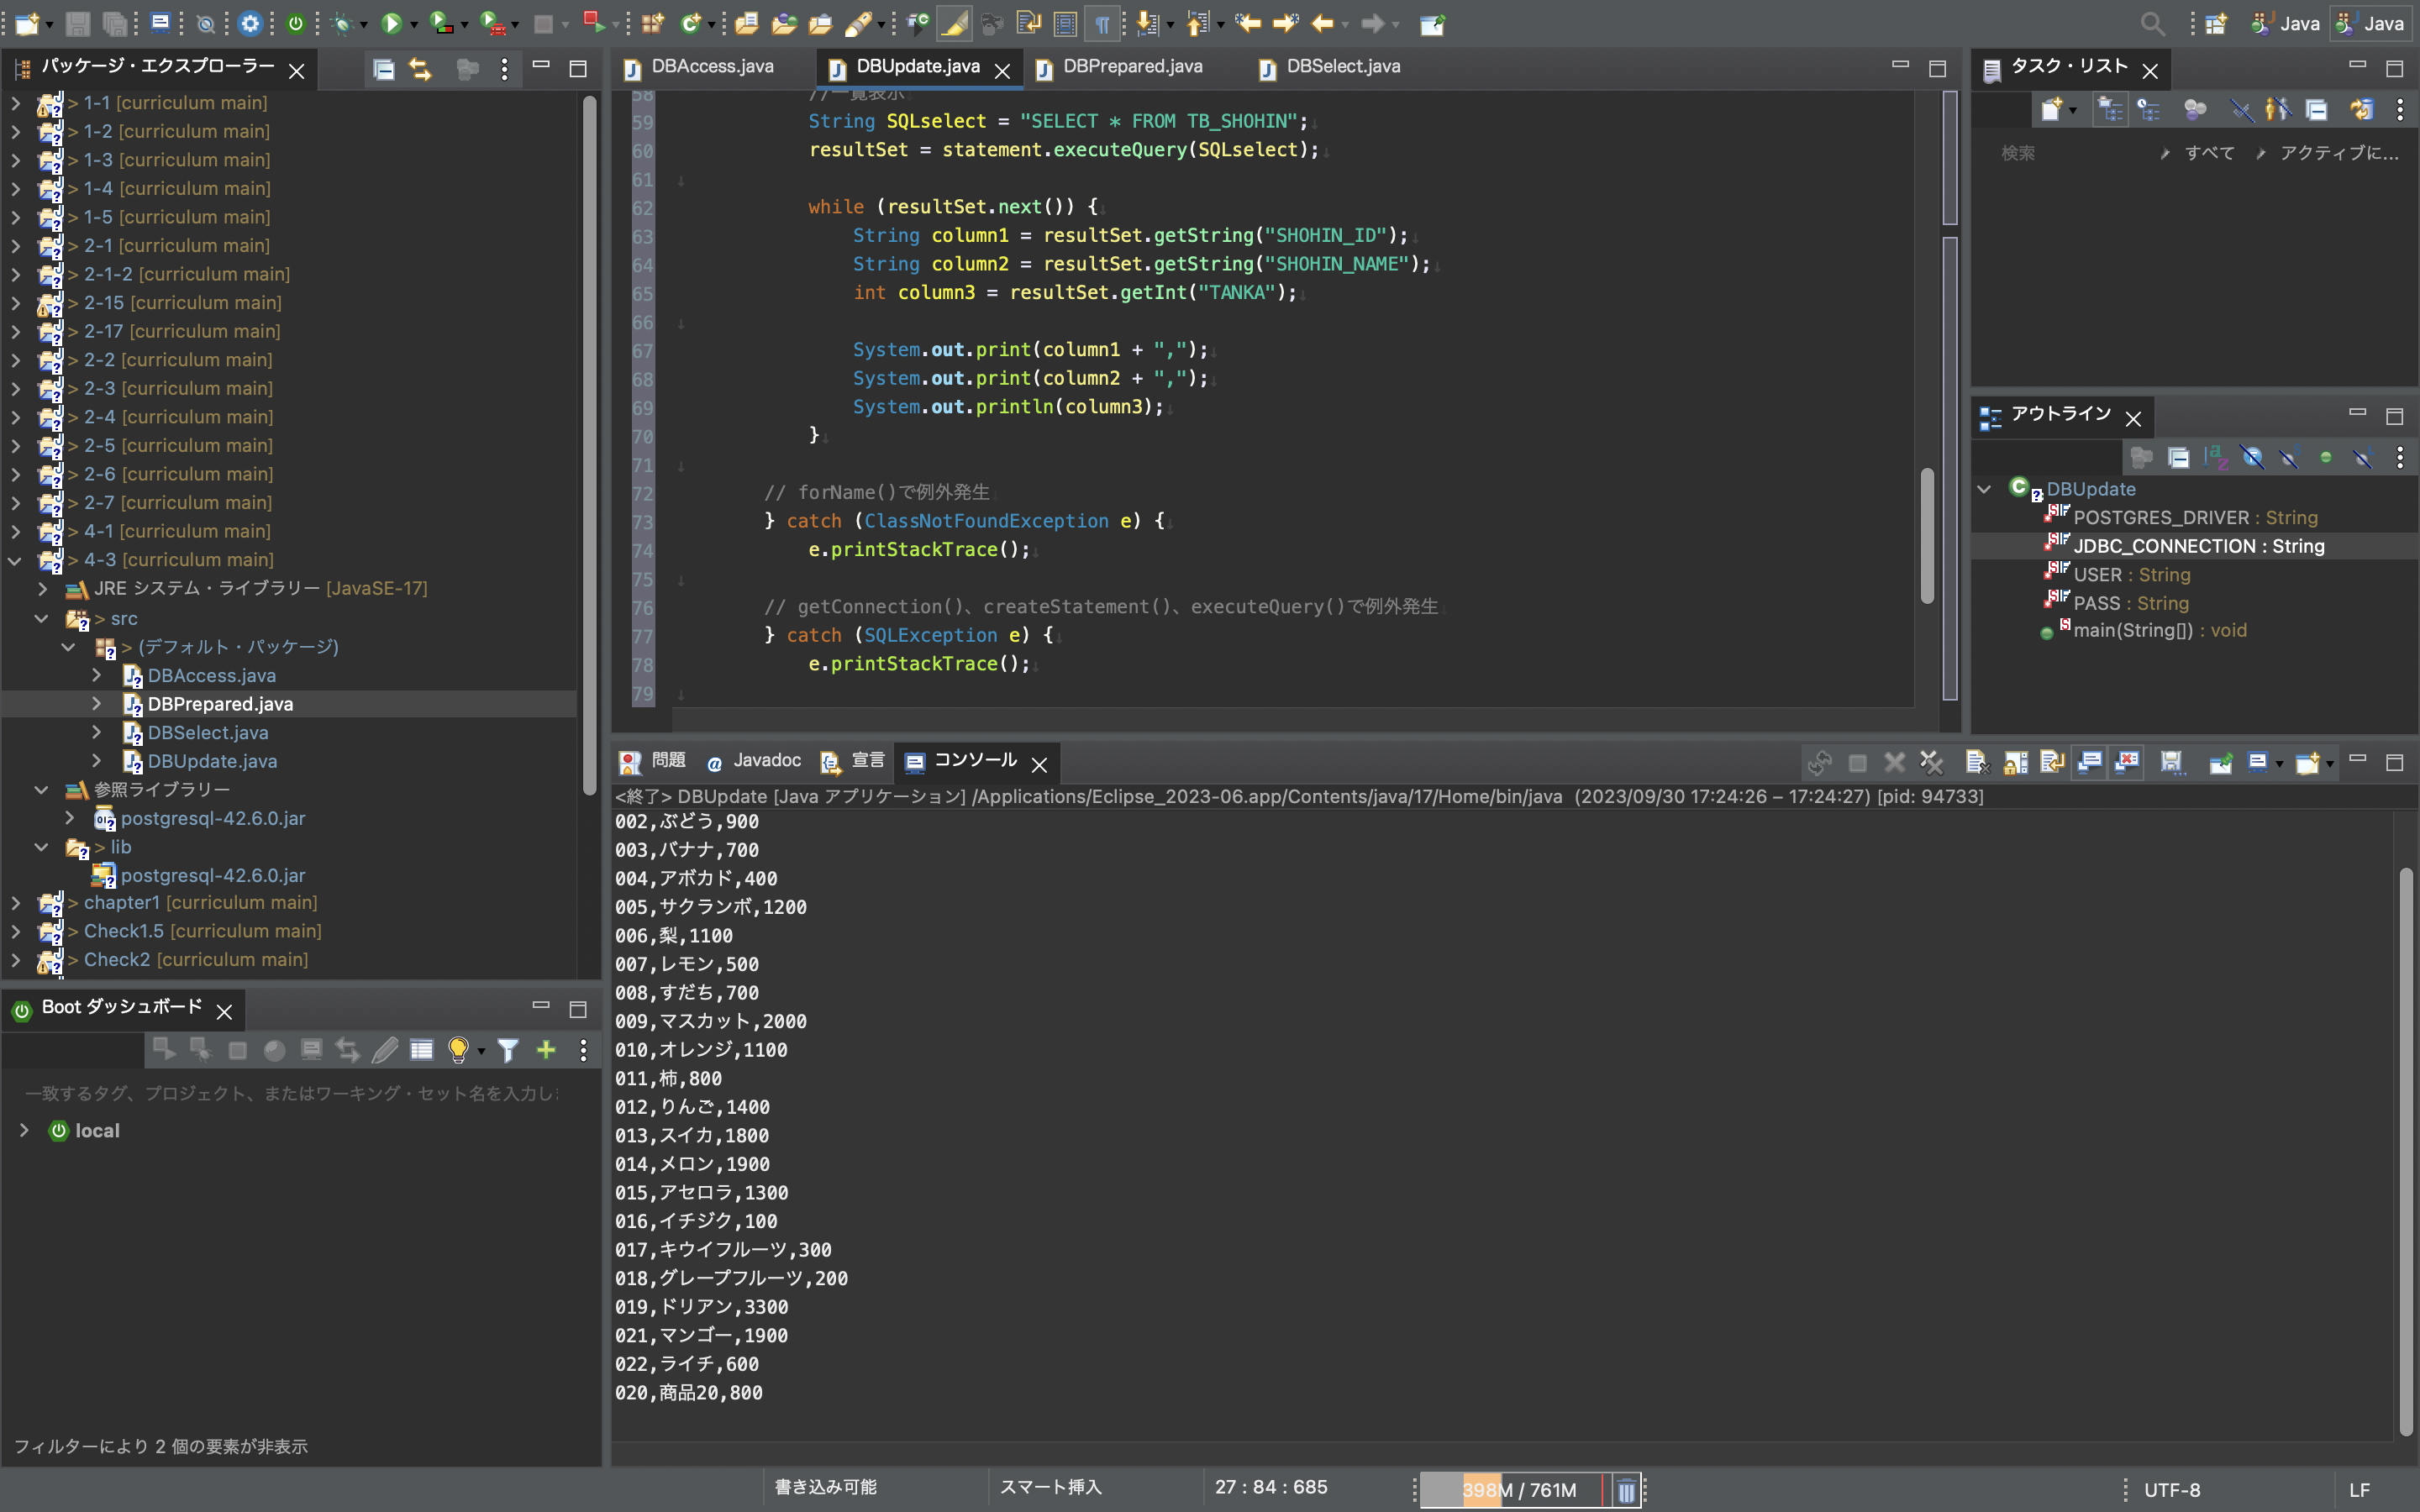 Java
Java
パッケージ・エクスプローラー
> 1-1 [curriculum main]
> 1-2 [curriculum main]
> 1-3 [curriculum main]
> 1-4 [curriculum main]
> 1-5 [curriculum main]
> 2-1 [curriculum main]
> 2-1-2 [curriculum main]
> 2-15 [curriculum main]
> 2-17 [curriculum main]
> 2-2 [curriculum main]
> 2-3 [curriculum main]
> 2-4 [curriculum main]
> 2-5 [curriculum main]
> 2-6 [curriculum main]
> 2-7 [curriculum main]
> 4-1 [curriculum main]
> 4-3 [curriculum main]
JRE システム・ライブラリー [JavaSE-17]
> src
> (デフォルト・パッケージ)
DBAccess.java
DBPrepared.java
DBSelect.java
DBUpdate.java
参照ライブラリー
postgresql-42.6.0.jar
> lib
postgresql-42.6.0.jar
> chapter1 [curriculum main]
> Check1.5 [curriculum main]
> Check2 [curriculum main]
Boot ダッシュボード
一致するタグ、プロジェクト、またはワーキング・セット名を入力し
local
フィルターにより 2 個の要素が非表示
DBAccess.java
DBUpdate.java
DBPrepared.java
DBSelect.java
58 //一覧表示
59 String SQLselect = "SELECT * FROM TB_SHOHIN";
60 resultSet = statement.executeQuery(SQLselect);
61
62 while (resultSet.next()) {
63 String column1 = resultSet.getString("SHOHIN_ID");
64 String column2 = resultSet.getString("SHOHIN_NAME");
65 int column3 = resultSet.getInt("TANKA");
66
67 System.out.print(column1 + ",");
68 System.out.print(column2 + ",");
69 System.out.println(column3);
70 }
71
72 // forName()で例外発生
73 } catch (ClassNotFoundException e) {
74 e.printStackTrace();
75
76 // getConnection()、createStatement()、executeQuery()で例外発生
77 } catch (SQLException e) {
78 e.printStackTrace();
79
問題
Javadoc
宣言
コンソール
<終了> DBUpdate [Java アプリケーション] /Applications/Eclipse_2023-06.app/Contents/java/17/Home/bin/java (2023/09/30 17:24:26 – 17:24:27) [pid: 94733]
002,ぶどう,900
003,バナナ,700
004,アボカド,400
005,サクランボ,1200
006,梨,1100
007,レモン,500
008,すだち,700
009,マスカット,2000
010,オレンジ,1100
011,柿,800
012,りんご,1400
013,スイカ,1800
014,メロン,1900
015,アセロラ,1300
016,イチジク,100
017,キウイフルーツ,300
018,グレープフルーツ,200
019,ドリアン,3300
021,マンゴー,1900
022,ライチ,600
020,商品20,800
タスク・リスト
検索
すべて
アクティブに...
アウトライン
DBUpdate
POSTGRES_DRIVER : String
JDBC_CONNECTION : String
USER : String
PASS : String
main(String[]) : void
書き込み可能
スマート挿入
27 : 84 : 685
398M / 761M
UTF-8
LF